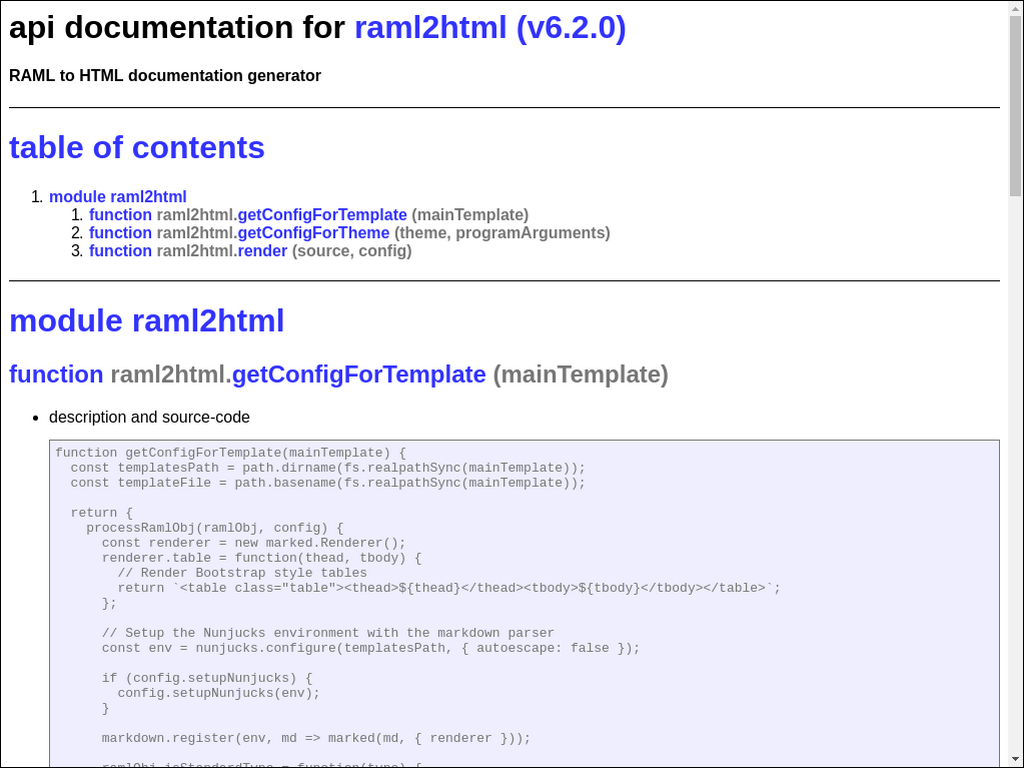 api documentation for raml2html (v6.2.0)
RAML to HTML documentation generator
table of contents
1. module raml2html
1. function raml2html.getConfigForTemplate (mainTemplate)
2. function raml2html.getConfigForTheme (theme, programArguments)
3. function raml2html.render (source, config)
module raml2html
function raml2html.getConfigForTemplate (mainTemplate)
• description and source-code
function getConfigForTemplate(mainTemplate) {
  const templatesPath = path.dirname(fs.realpathSync(mainTemplate));
  const templateFile = path.basename(fs.realpathSync(mainTemplate));
  return {
    processRamlObj(ramlObj, config) {
      const renderer = new marked.Renderer();
      renderer.table = function(thead, tbody) {
        // Render Bootstrap style tables
        return `<table class="table"><thead>${thead}</thead><tbody>${tbody}</tbody></table>`;
      };
      // Setup the Nunjucks environment with the markdown parser
      const env = nunjucks.configure(templatesPath, { autoescape: false });
      if (config.setupNunjucks) {
        config.setupNunjucks(env);
      }
      markdown.register(env, md => marked(md, { renderer }));
      ramlObj.isStandardType = function(type) {